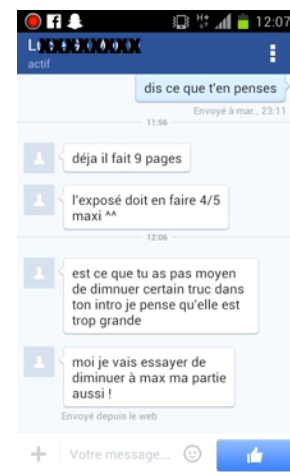 12:07
actif
dis ce que t'en penses
Envoyé à mar., 23:11
11:56
déja il fait 9 pages
l'exposé doit en faire 4/5
maxi ^^
12:06
est ce que tu as pas moyen
de dimnuer certain truc dans
ton intro je pense qu'elle est
trop grande
moi je vais essayer de
diminuer à max ma partie
aussi !
Envoyé depuis le web
Votre message...